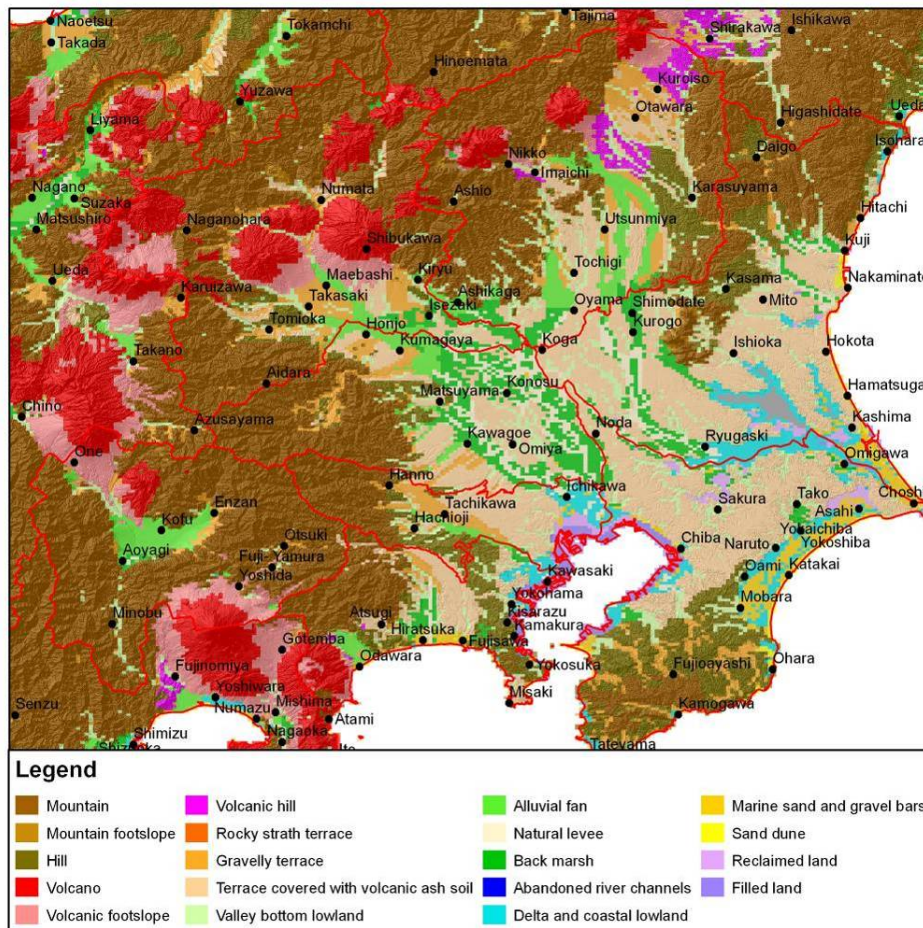 Naoetsu
Tajima
Ishikawa
Tokamchi
Shirakawa
Takada
Hinoemata
Kuroiso
Yuzawa
Otawara
Ueda
Higashidate
Liyama
Isohara
Daigo
Nikko
Imaichi
Nagano
Suzaka
Numata
Ashio
Karasuyama
Hitachi
Matsushiro
Naganohara
Utsunmiya
Shibukawa
Kuji
Ueda
Maebashi
Kiryu
Tochigi
Kasama
Nakaminato
Karuizawa
Takasaki
Ashikaga
Mito
Isezaki
Oyama
Shimodate
Tomioka
Honjo
Kurogo
Takano
Kumagaya
Koga
Ishioka
Hokota
Aidara
Matsuyama
Konosu
Hamatsuga
Chino
Azusayama
Kawagoe
Noda
Kashima
Omiya
Ryugaski
One
Omigawa
Hanno
Ichikawa
Enzan
Tachikawa
Sakura
Tako
Choshi
Kofu
Hachioji
Asahi
Otsuki
Chiba
Yokaichiba
Aoyagi
Fuji-Yamura
Naruto
Yokoshiba
Yoshida
Kawasaki
Oami
Katakai
Minobu
Atsugi
Yokohama
Mobara
Kisarazu
Gotemba
Hiratsuka
Kamakura
Odawara
Fujisawa
Fujinomiya
Yokosuka
Fujioayashi
Ohara
Senzu
Yoshiwara
Misaki
Numazu
Mishima
Atami
Kamogawa
Shimizu
Nagaoka
Tateyama
Legend
Mountain
Mountain footslope
Hill
Volcano
Volcanic footslope
Volcanic hill
Rocky strath terrace
Gravelly terrace
Terrace covered with volcanic ash soil
Valley bottom lowland
Alluvial fan
Natural levee
Back marsh
Abandoned river channels
Delta and coastal lowland
Marine sand and gravel bars
Sand dune
Reclaimed land
Filled land